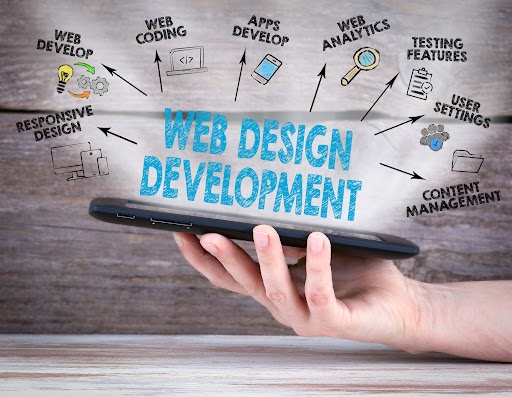 WEB
DEVELOP
WEB
CODING
APPS
DEVELOP
WEB
ANALYTICS
TESTING
FEATURES
USER
SETTINGS
CONTENT
MANAGEMENT
RESPONSIVE
DESIGN
WEB DESIGN
DEVELOPMENT